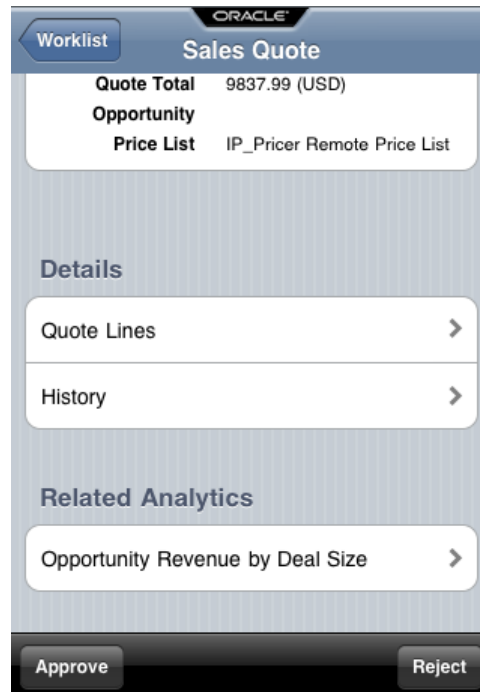 ORACLE
Worklist
Sales Quote
Quote Total 9837.99 (USD)
Opportunity
Price List IP_Pricer Remote Price List
Details
Quote Lines
History
Related Analytics
Opportunity Revenue by Deal Size
Approve Reject